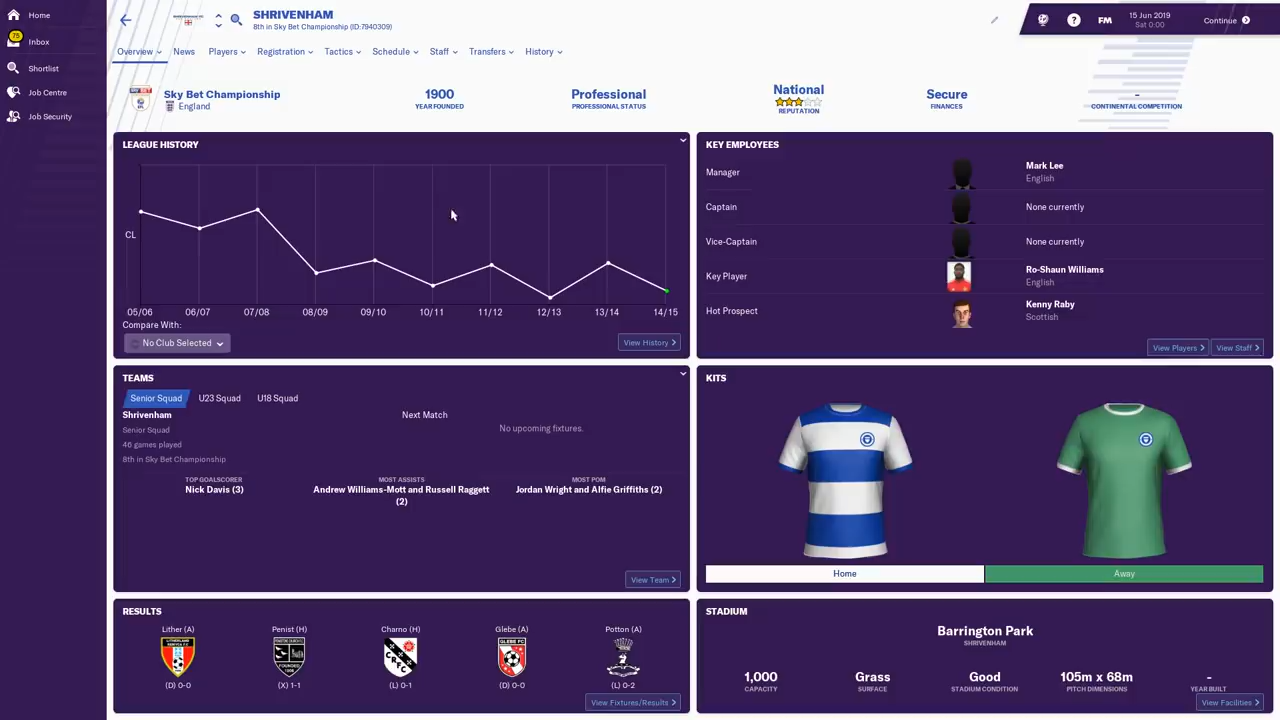 Home
75
Inbox
Shortlist
Job Centre
Job Security
SHRIVENHAM
8th in Sky Bet Championship (ID:7940309)
FM
15 Jun 2019
Sat 0:00
Continue
Overview
News
Players
Registration
Tactics
Schedule
Staff
Transfers
History
Sky Bet Championship
England
1900
YEAR FOUNDED
Professional
PROFESSIONAL STATUS
National
REPUTATION
Secure
FINANCES
-
CONTINENTAL COMPETITION
LEAGUE HISTORY
CL
05/06 06/07 07/08 08/09 09/10 10/11 11/12 12/13 13/14 14/15
Compare With:
No Club Selected
View History
KEY EMPLOYEES
Manager
Mark Lee
English
Captain
None currently
Vice-Captain
None currently
Key Player
Ro-Shaun Williams
English
Hot Prospect
Kenny Raby
Scottish
View Players
View Staff
TEAMS
Senior Squad
U23 Squad
U18 Squad
Shrivenham
Senior Squad
46 games played
8th in Sky Bet Championship
Next Match
No upcoming fixtures.
TOP GOALSCORER
Nick Davis (3)
MOST ASSISTS
Andrew Williams-Mott and Russell Raggett
(2)
MOST POM
Jordan Wright and Alfie Griffiths (2)
View Team
KITS
Home
Away
RESULTS
Lither (A)
Penist (H)
Charno (H)
Glebe (A)
Potton (A)
(D) 0-0
(X) 1-1
(L) 0-1
(D) 0-0
(L) 0-2
View Fixtures/Results
STADIUM
Barrington Park
SHRIVENHAM
1,000
CAPACITY
Grass
SURFACE
Good
STADIUM CONDITION
105m x 68m
PITCH DIMENSIONS
-
YEAR BUILT
View Facilities